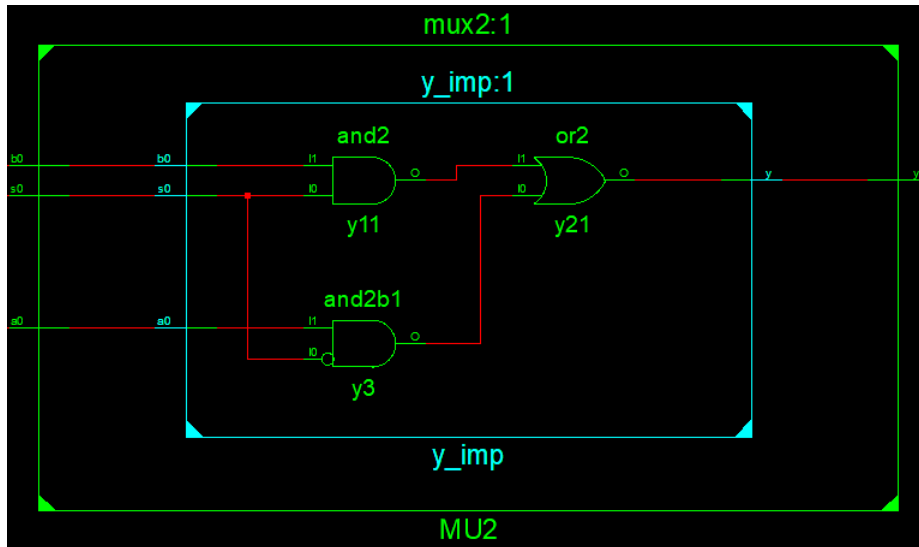 mux2:1
y_imp:1
and2
or2
b0
b0
I1
O
I1
O
s0
s0
I0
I0
y
y
y11
y21
and2b1
a0
a0
I1
O
I0
y3
y_imp
MU2